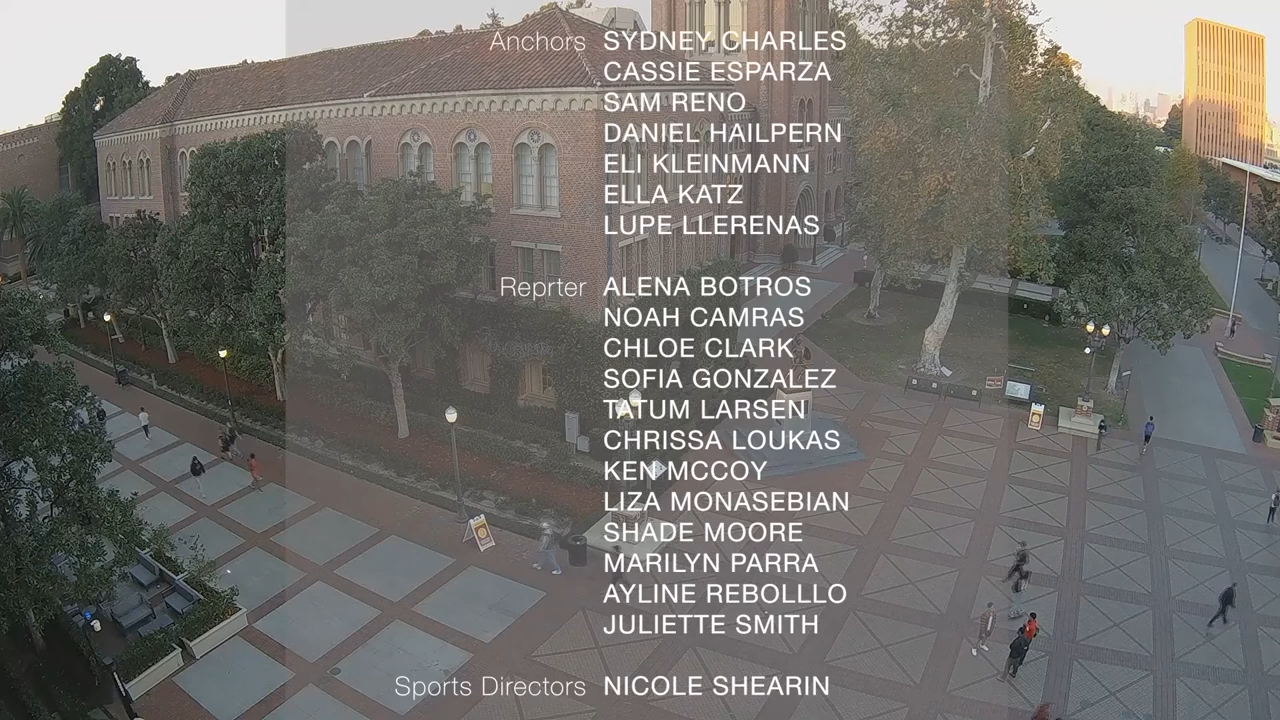 Anchors SYDNEY CHARLES
CASSIE ESPARZA
SAM RENO
DANIEL HAILPERN
ELI KLEINMANN
ELLA KATZ
LUPE LLERENAS
Reprter ALENA BOTROS
NOAH CAMRAS
CHLOE CLARK
SOFIA GONZALEZ
TATUM LARSEN
CHRISSA LOUKAS
KEN MCCOY
LIZA MONASEBIAN
SHADE MOORE
MARILYN PARRA
AYLINE REBOLLLO
JULIETTE SMITH
Sports Directors NICOLE SHEARIN